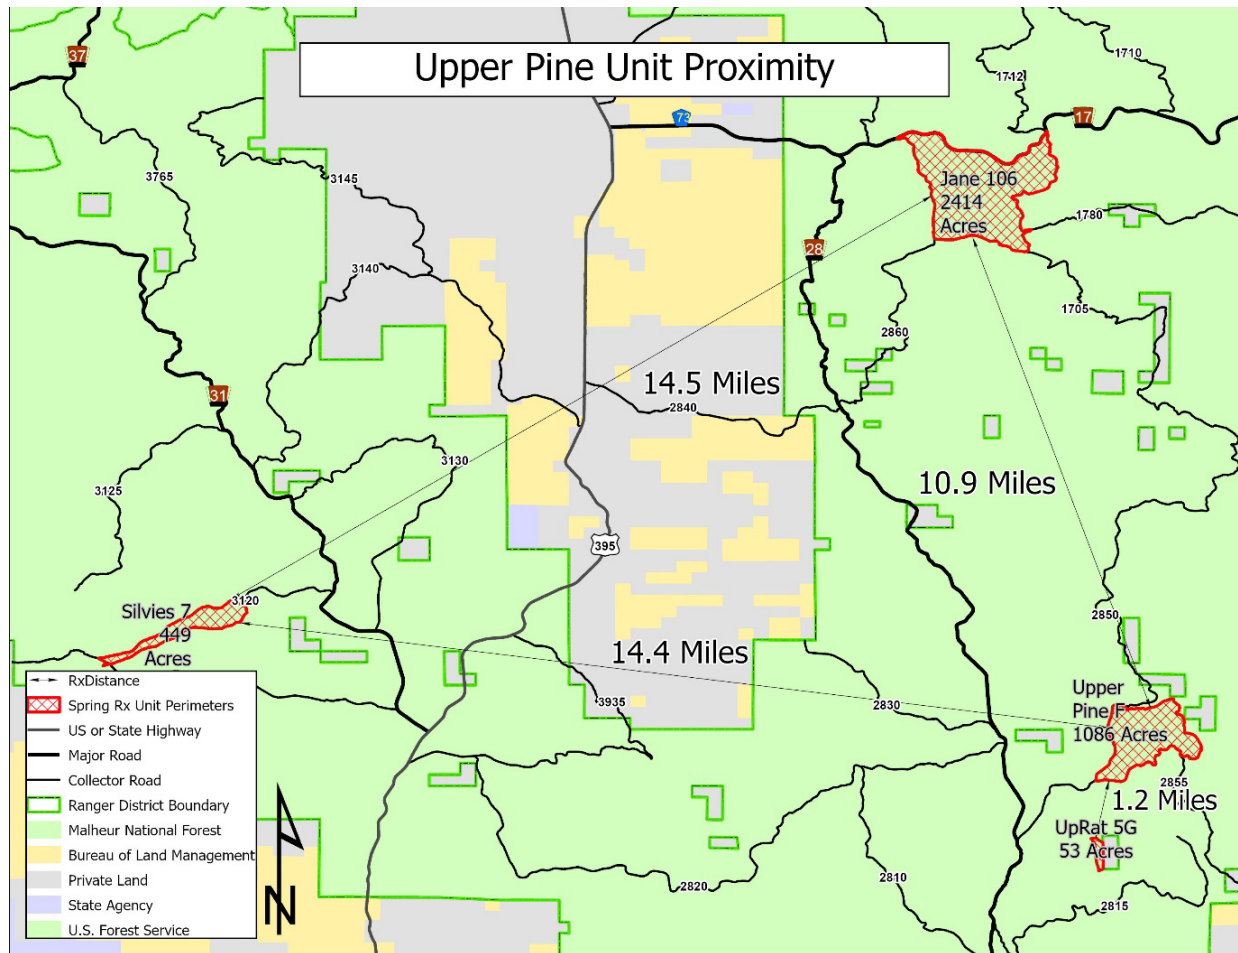 Upper Pine Unit Proximity
37
1710
1712
73
17
3765
3145
Jane 106
2414
Acres
1780
28
3140
1705
2860
31
14.5 Miles
2840
3130
10.9 Miles
3125
395
3120
Silvies 7
449
Acres
2850
14.4 Miles
3935
2830
Upper
Pine F
1086 Acres
2855
1.2 Miles
UpRat 5G
53 Acres
2820
2810
2815
RxDistance
Spring Rx Unit Perimeters
US or State Highway
Major Road
Collector Road
Ranger District Boundary
Malheur National Forest
Bureau of Land Management
Private Land
State Agency
U.S. Forest Service
N